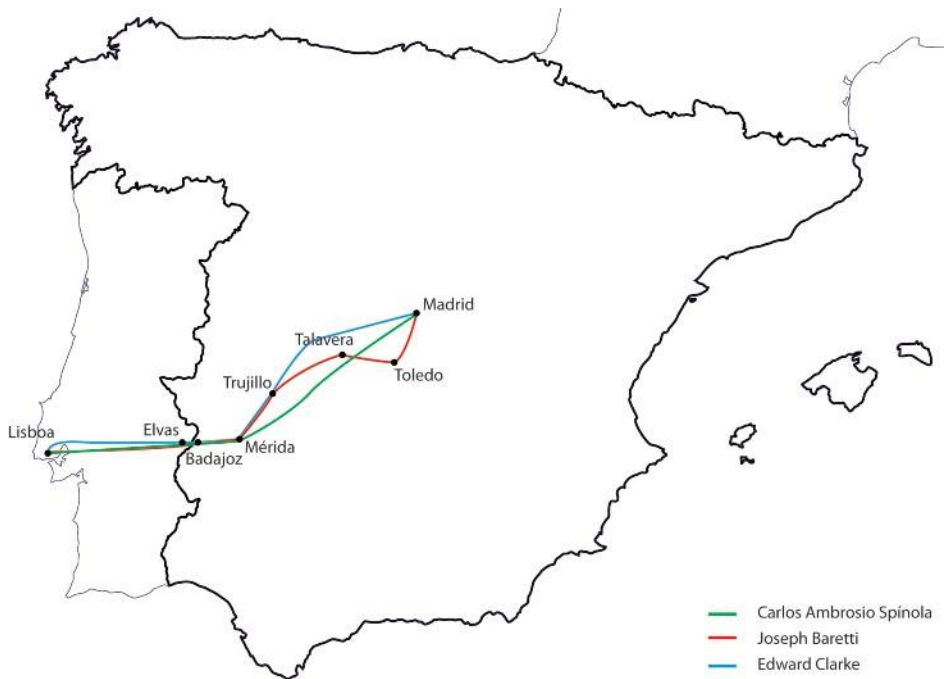 Madrid
Talavera
Toledo
Trujillo
Lisboa
Elvas
Badajoz
Mérida
Carlos Ambrosio Spínola
Joseph Baretti
Edward Clarke